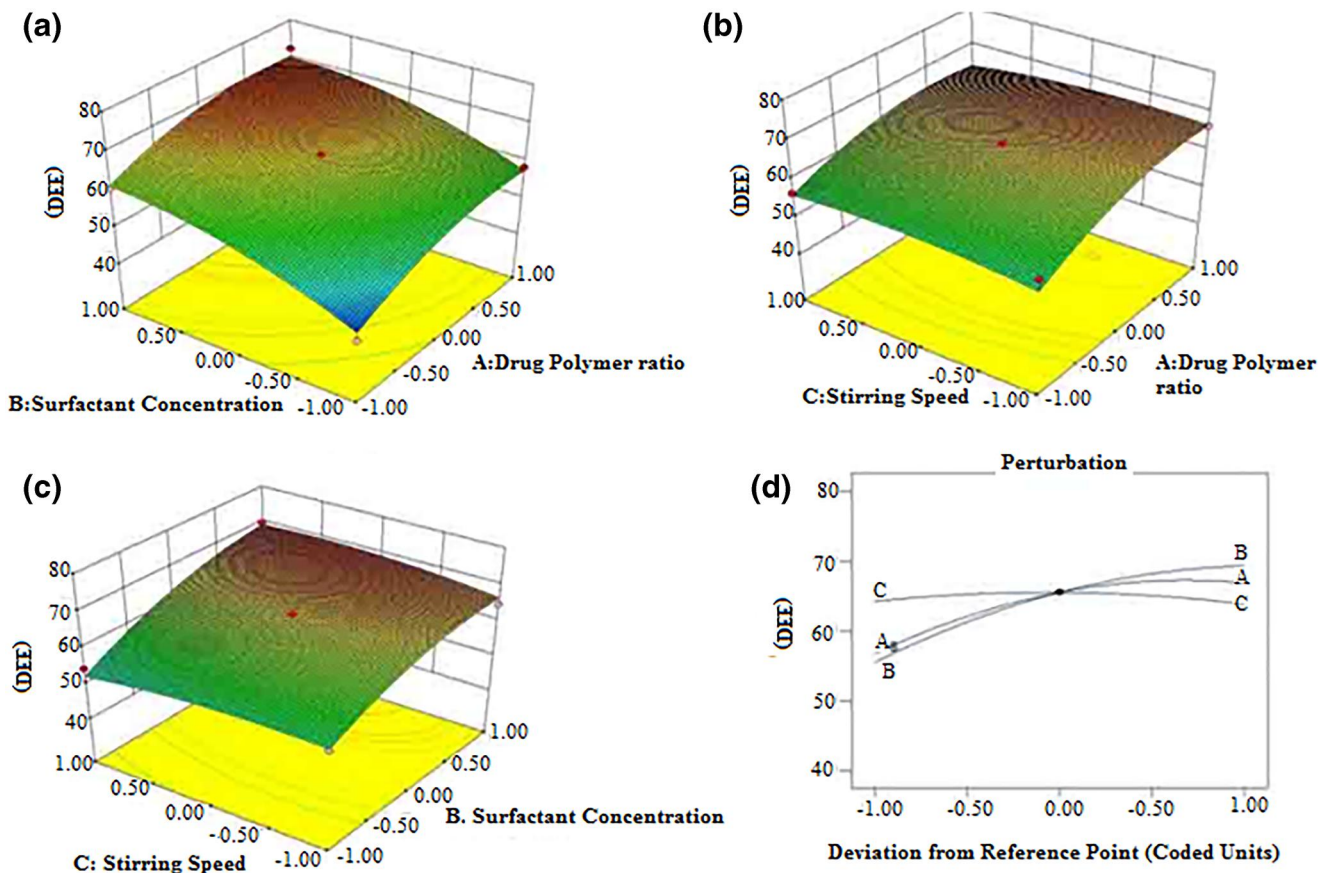 (a)
80
70
60
50
40
(DEE)
1.00
0.50
0.00
-0.50
-1.00
B:Surfactant Concentration
-1.00
-0.50
0.00
0.50
1.00
A:Drug Polymer ratio
(b)
80
70
60
50
40
(DEE)
1.00
0.50
0.00
-0.50
-1.00
C:Stirring Speed
-1.00
-0.50
0.00
0.50
1.00
A:Drug Polymer
ratio
(c)
80
70
60
50
40
(DEE)
1.00
0.50
0.00
-0.50
-1.00
C: Stirring Speed
-1.00
-0.50
0.00
0.50
1.00
B. Surfactant Concentration
(d)
Perturbation
80
70
60
50
40
(DEE)
C
A
B
B
A
C
-1.00
-0.50
0.00
-0.50
1.00
Deviation from Reference Point (Coded Units)